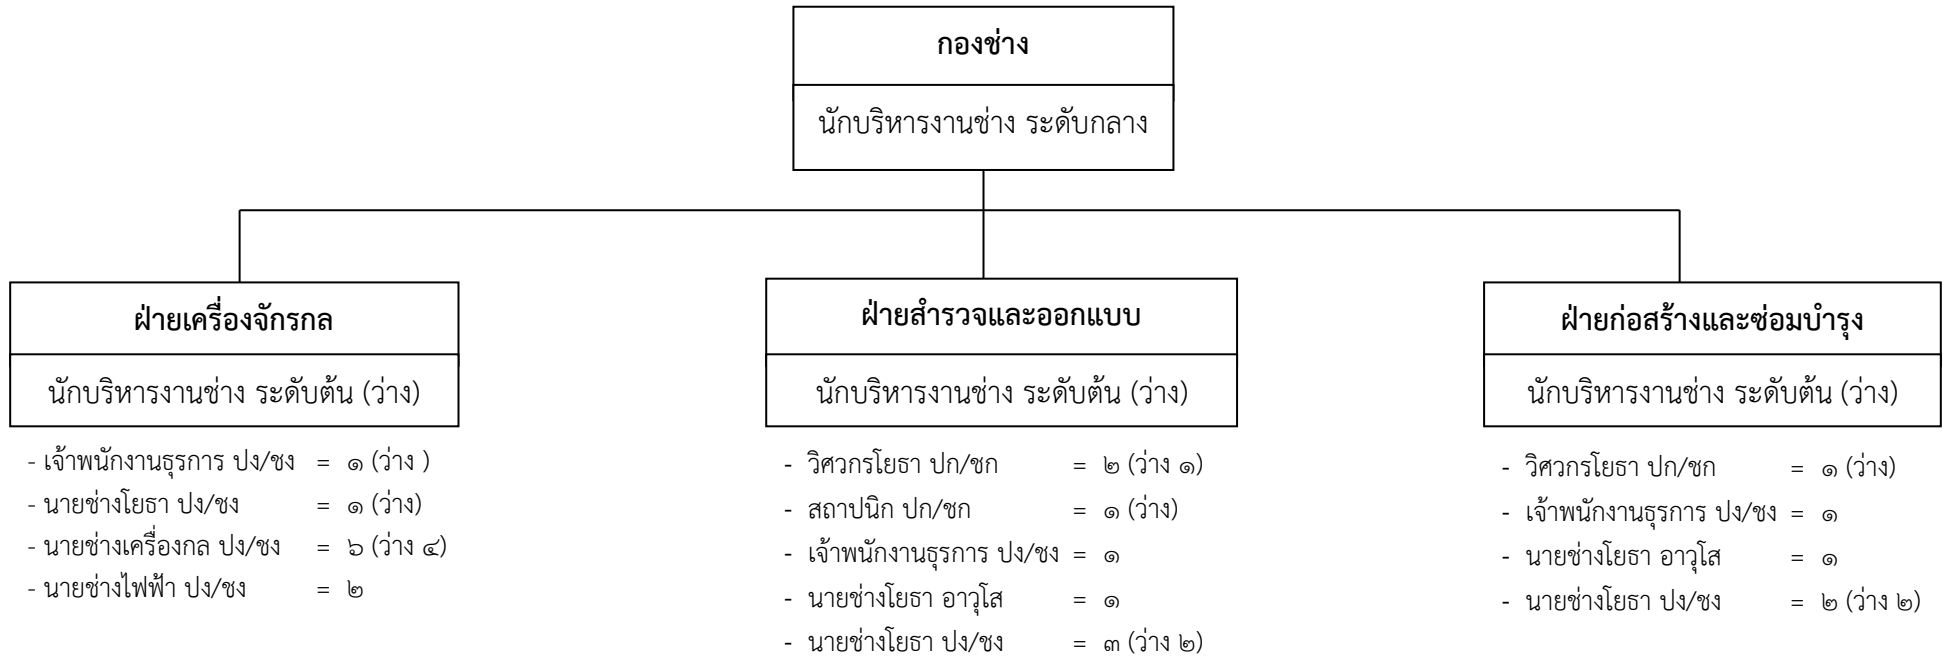 กองช่าง
นักบริหารงานช่าง ระดับกลาง
ฝ่ายเครื่องจักรกล
นักบริหารงานช่าง ระดับต้น (ว่าง)
- เจ้าพนักงานธุรการ ปง/ชง = ๑ (ว่าง )
- นายช่างโยธา ปง/ชง = ๑ (ว่าง)
- นายช่างเครื่องกล ปง/ชง = ๖ (ว่าง ๔)
- นายช่างไฟฟ้า ปง/ชง = ๒
ฝ่ายสำรวจและออกแบบ
นักบริหารงานช่าง ระดับต้น (ว่าง)
- วิศวกรโยธา ปก/ชก = ๒ (ว่าง ๑)
- สถาปนิก ปก/ชก = ๑ (ว่าง)
- เจ้าพนักงานธุรการ ปง/ชง = ๑
- นายช่างโยธา อาวุโส = ๑
- นายช่างโยธา ปง/ชง = ๓ (ว่าง ๒)
ฝ่ายก่อสร้างและซ่อมบำรุง
นักบริหารงานช่าง ระดับต้น (ว่าง)
- วิศวกรโยธา ปก/ชก = ๑ (ว่าง)
- เจ้าพนักงานธุรการ ปง/ชง = ๑
- นายช่างโยธา อาวุโส = ๑
- นายช่างโยธา ปง/ชง = ๒ (ว่าง ๒)